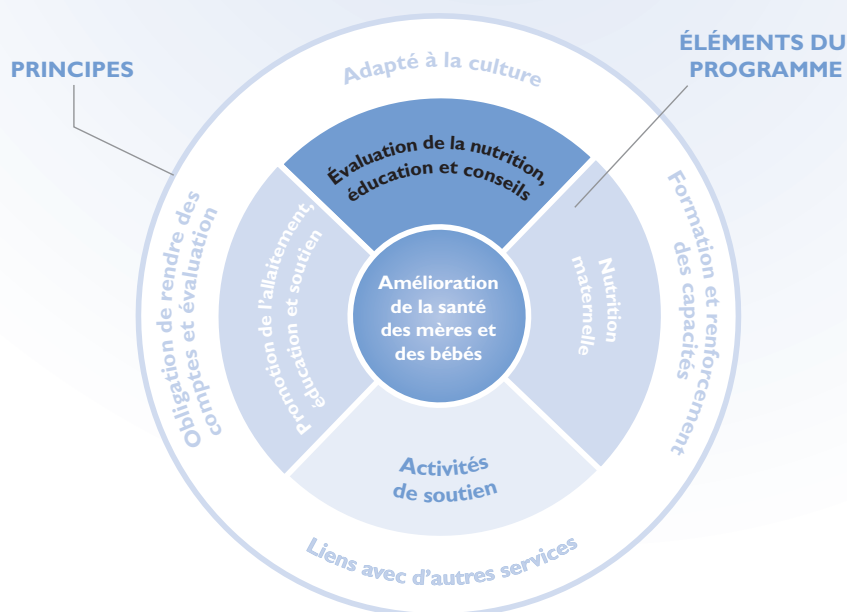 PRINCIPES
ÉLÉMENTS DU
PROGRAMME
Adapté à la culture
Évaluation de la nutrition,
éducation et conseils
Obligation de rendre des
comptes et évaluation
Promotion de l'allaitement,
éducation et soutien
Amélioration
de la santé
des mères et
des bébés
Nutrition
maternelle
Formation et renforcement
des capacités
Activités
de soutien
Liens avec d'autres services